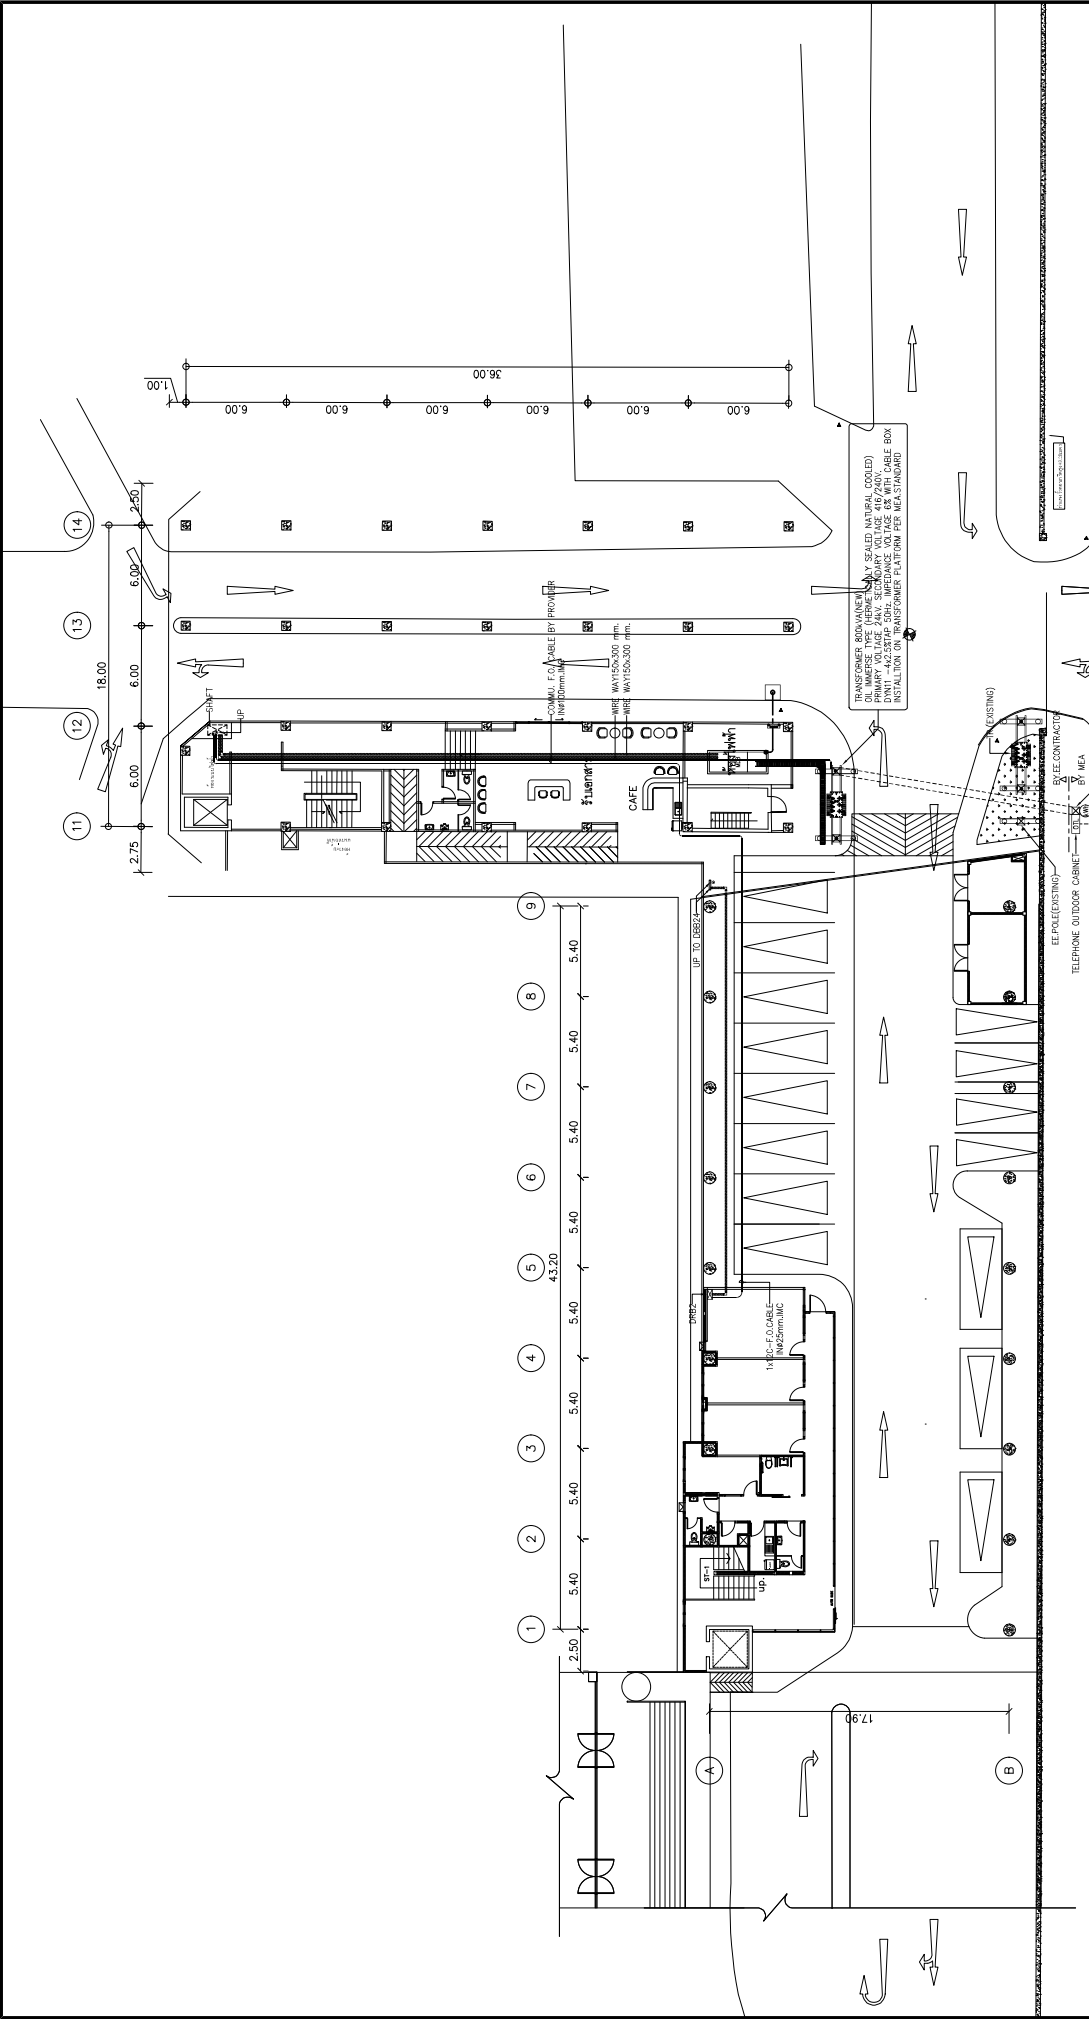 14
13
12
11
18.00
2.50
6.00
6.00
6.00
2.75
1.00
36.00
6.00
6.00
6.00
6.00
6.00
6.00
SHAFT
UP
COMMU. F.O. CABLE BY PROVIDER
INø100mm.IMC
WIRE WAY150x300 mm.
WIRE WAY150x300 mm.
CAFE
TRANSFORMER 800kVA(NEW)
OIL IMMERSE TYPE (HERMETICALLY SEALED NATURAL COOLED)
PRIMARY VOLTAGE 24kV. SECONDARY VOLTAGE 416/240V.
DYN11 -4x2.5%TAP 50Hz. IMPEDANCE VOLTAGE 6% WITH CABLE BOX
INSTALLTION ON TRANSFORMER PLATFORM PER MEA.STANDARD
TR.(EXISTING)
BY.EE.CONTRACTOR
BY MEA
EE.POLE(EXISTING)
TELEPHONE OUTDOOR CABINET
UP TO DBB24
9
8
7
6
5
4
3
2
1
43.20
5.40
5.40
5.40
5.40
5.40
5.40
5.40
5.40
2.50
DRB2
1x12C-F.O.CABLE
INø25mm.IMC
ST-1
up.
17.90
A
B